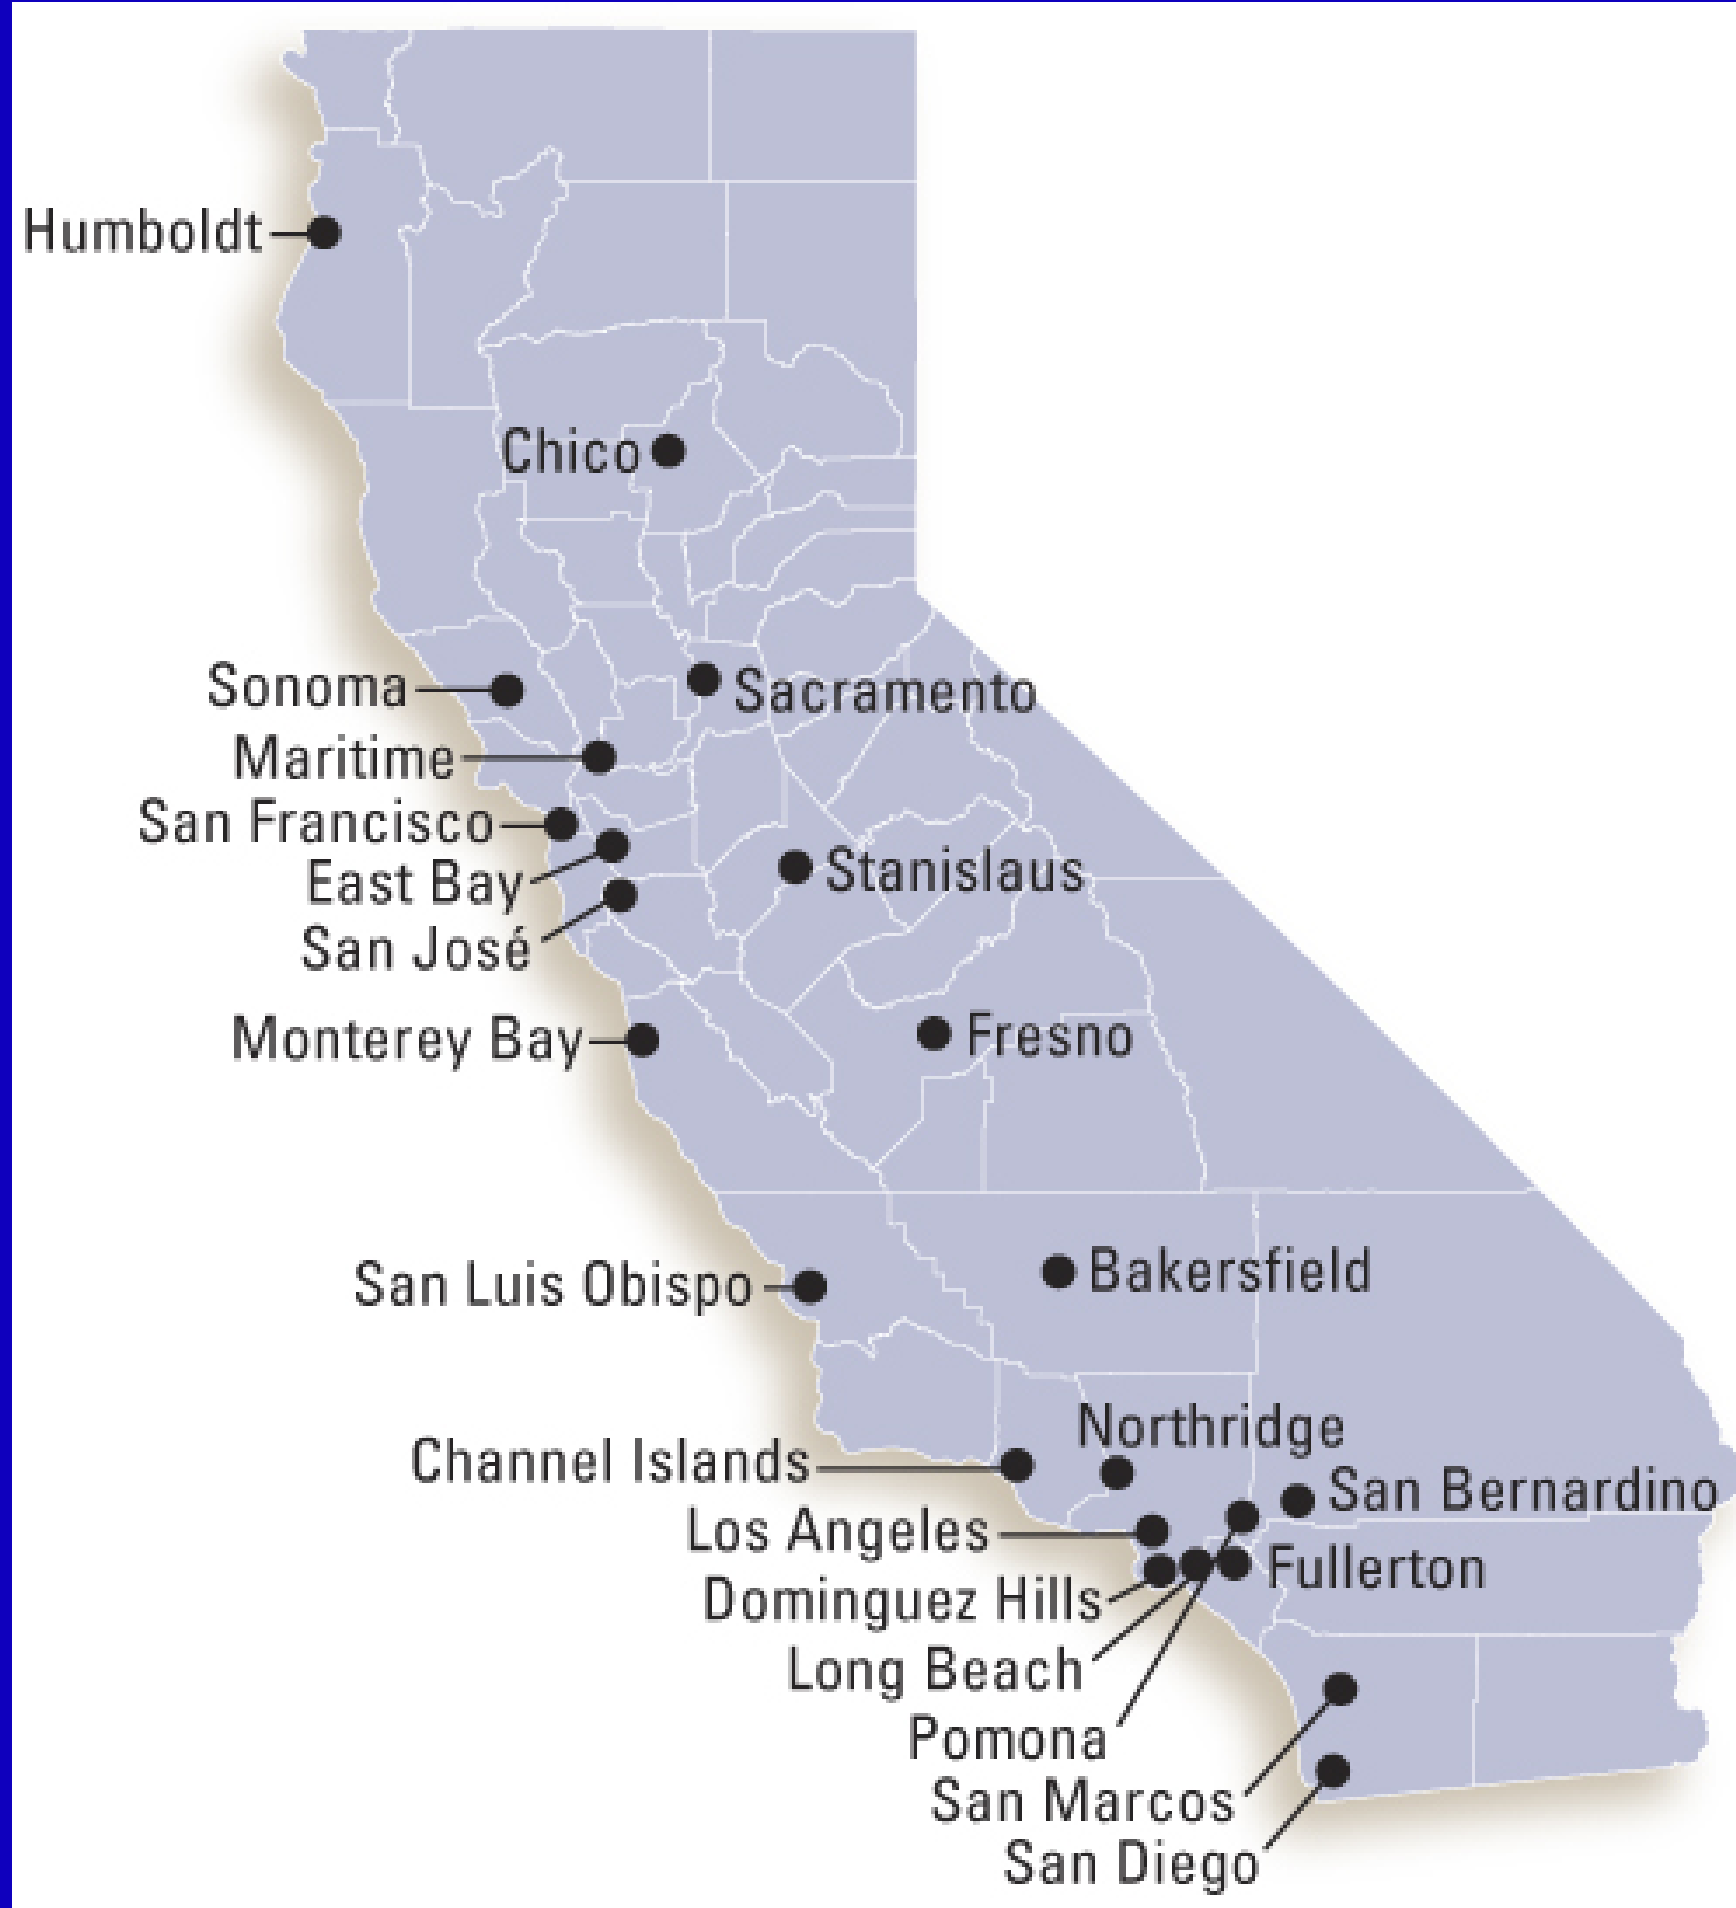 Humboldt
Chico
Sonoma
Sacramento
Maritime
San Francisco
East Bay
Stanislaus
San José
Monterey Bay
Fresno
San Luis Obispo
Bakersfield
Northridge
Channel Islands
San Bernardino
Los Angeles
Fullerton
Dominguez Hills
Long Beach
Pomona
San Marcos
San Diego